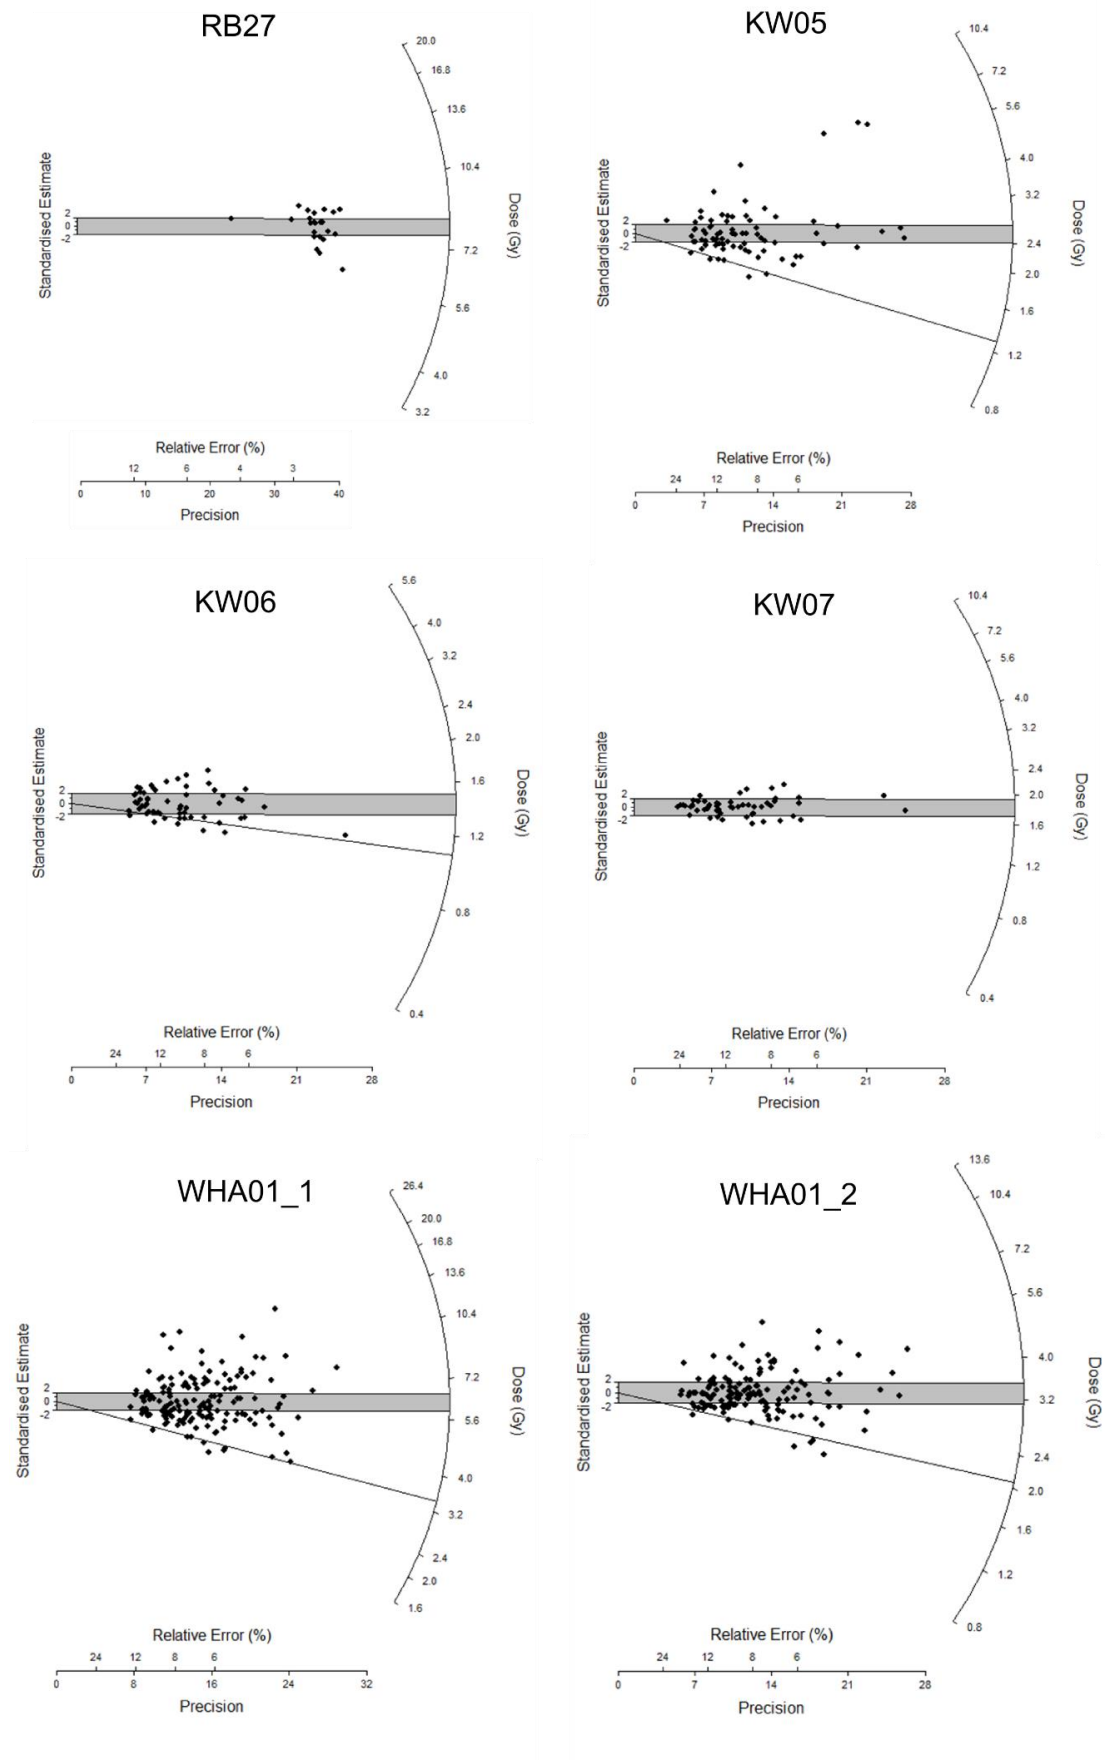 RB27
20.0
16.8
13.6
10.4
7.2
5.6
4.0
3.2
Standardised Estimate
2
0
-2
Dose (Gy)
Relative Error (%)
12 6 4 3
0 10 20 30 40
Precision
KW05
10.4
7.2
5.6
4.0
3.2
2.4
2.0
1.6
1.2
0.8
Standardised Estimate
2
0
-2
Dose (Gy)
Relative Error (%)
24 12 8 6
0 7 14 21 28
Precision
KW06
5.6
4.0
3.2
2.4
2.0
1.6
1.2
0.8
0.4
Standardised Estimate
2
0
-2
Dose (Gy)
Relative Error (%)
24 12 8 6
0 7 14 21 28
Precision
KW07
10.4
7.2
5.6
4.0
3.2
2.4
2.0
1.6
1.2
0.8
0.4
Standardised Estimate
2
0
-2
Dose (Gy)
Relative Error (%)
24 12 8 6
0 7 14 21 28
Precision
WHA01_1
26.4
20.0
16.8
13.6
10.4
7.2
5.6
4.0
3.2
2.4
2.0
1.6
Standardised Estimate
2
0
-2
Dose (Gy)
Relative Error (%)
24 12 8 6
0 8 16 24 32
Precision
WHA01_2
13.6
10.4
7.2
5.6
4.0
3.2
2.4
2.0
1.6
1.2
0.8
Standardised Estimate
2
0
-2
Dose (Gy)
Relative Error (%)
24 12 8 6
0 7 14 21 28
Precision